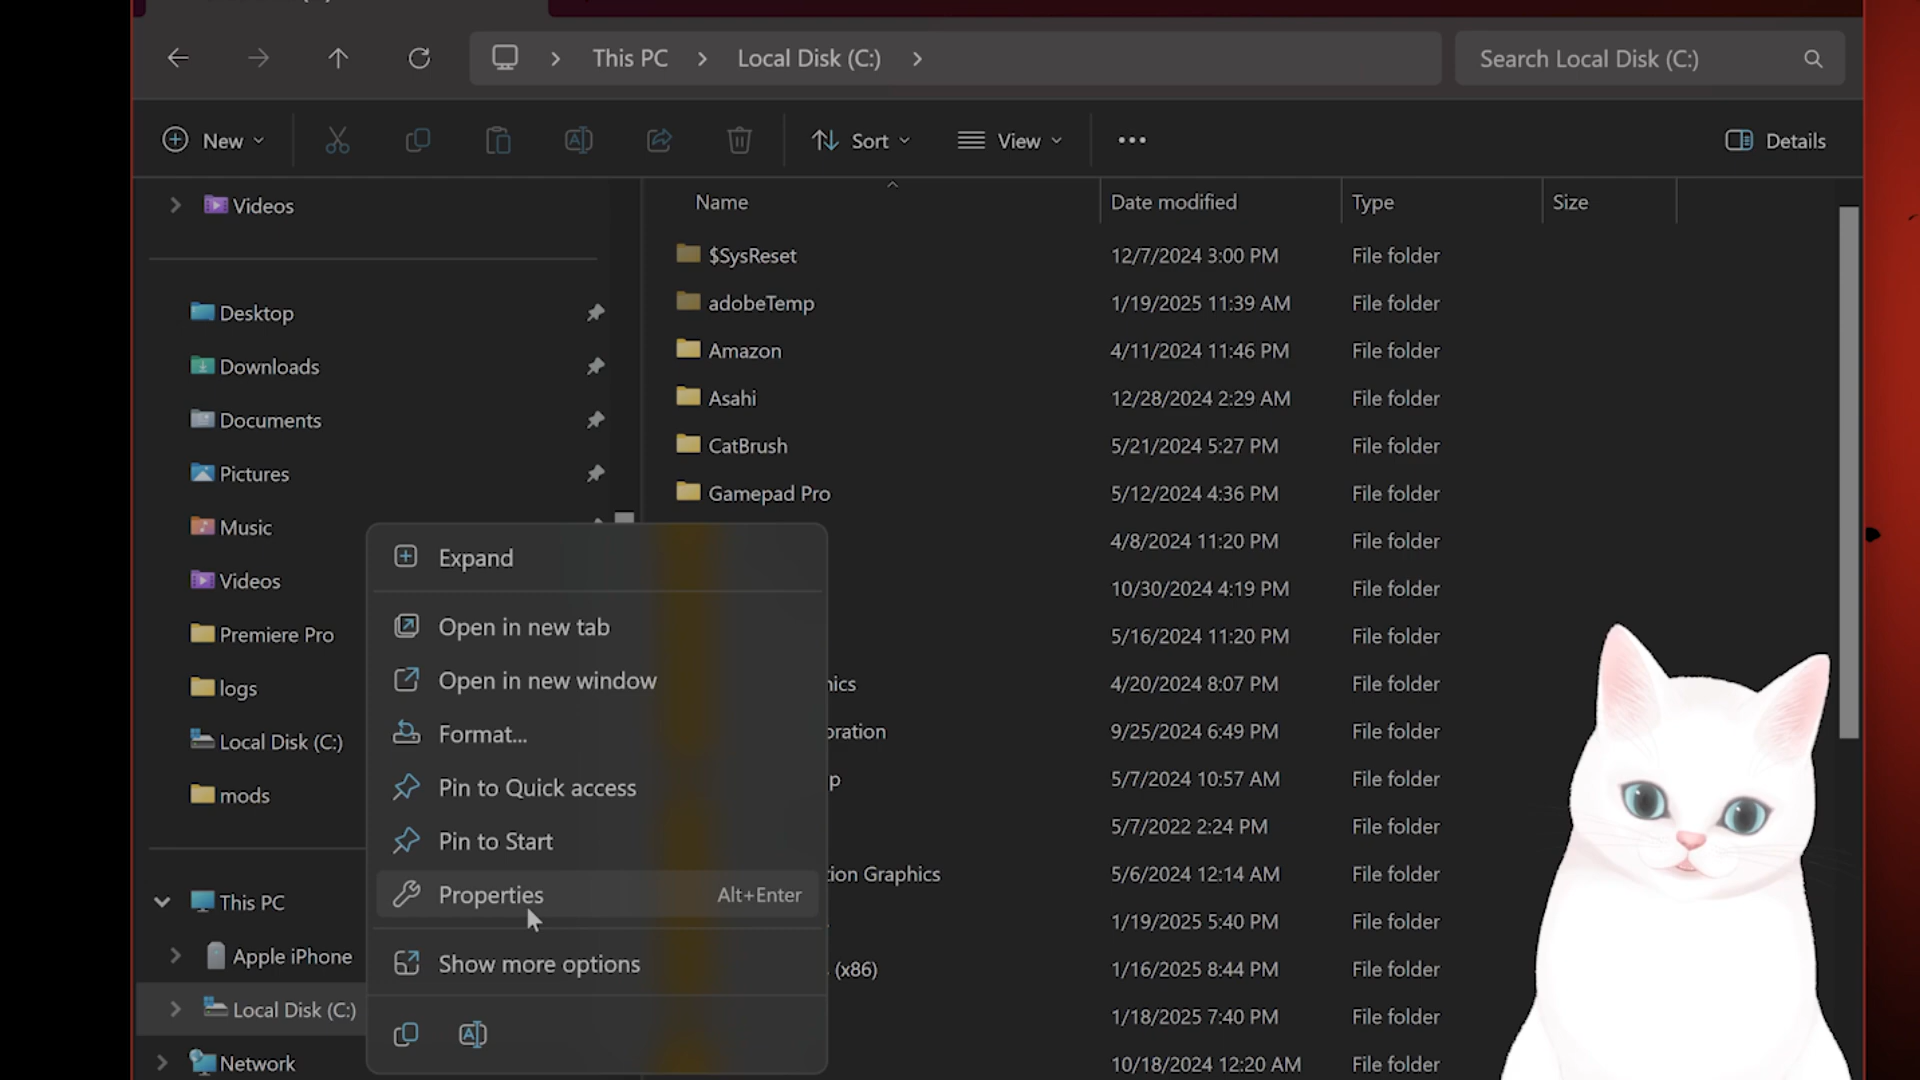 This PC
Local Disk (C:)
Search Local Disk (C:)
New
Sort
View
Details
Videos
Desktop
Downloads
Documents
Pictures
Music
Videos
Premiere Pro
logs
Local Disk (C:)
mods
This PC
Apple iPhone
Local Disk (C:)
Network
Name Date modified Type Size
$SysReset 12/7/2024 3:00 PM File folder
adobeTemp 1/19/2025 11:39 AM File folder
Amazon 4/11/2024 11:46 PM File folder
Asahi 12/28/2024 2:29 AM File folder
CatBrush 5/21/2024 5:27 PM File folder
Gamepad Pro 5/12/2024 4:36 PM File folder
4/8/2024 11:20 PM File folder
10/30/2024 4:19 PM File folder
5/16/2024 11:20 PM File folder
4/20/2024 8:07 PM File folder
9/25/2024 6:49 PM File folder
5/7/2024 10:57 AM File folder
5/7/2022 2:24 PM File folder
Graphics 5/6/2024 12:14 AM File folder
1/19/2025 5:40 PM File folder
(x86) 1/16/2025 8:44 PM File folder
1/18/2025 7:40 PM File folder
10/18/2024 12:20 AM File folder
Expand
Open in new tab
Open in new window
Format...
Pin to Quick access
Pin to Start
Properties Alt+Enter
Show more options